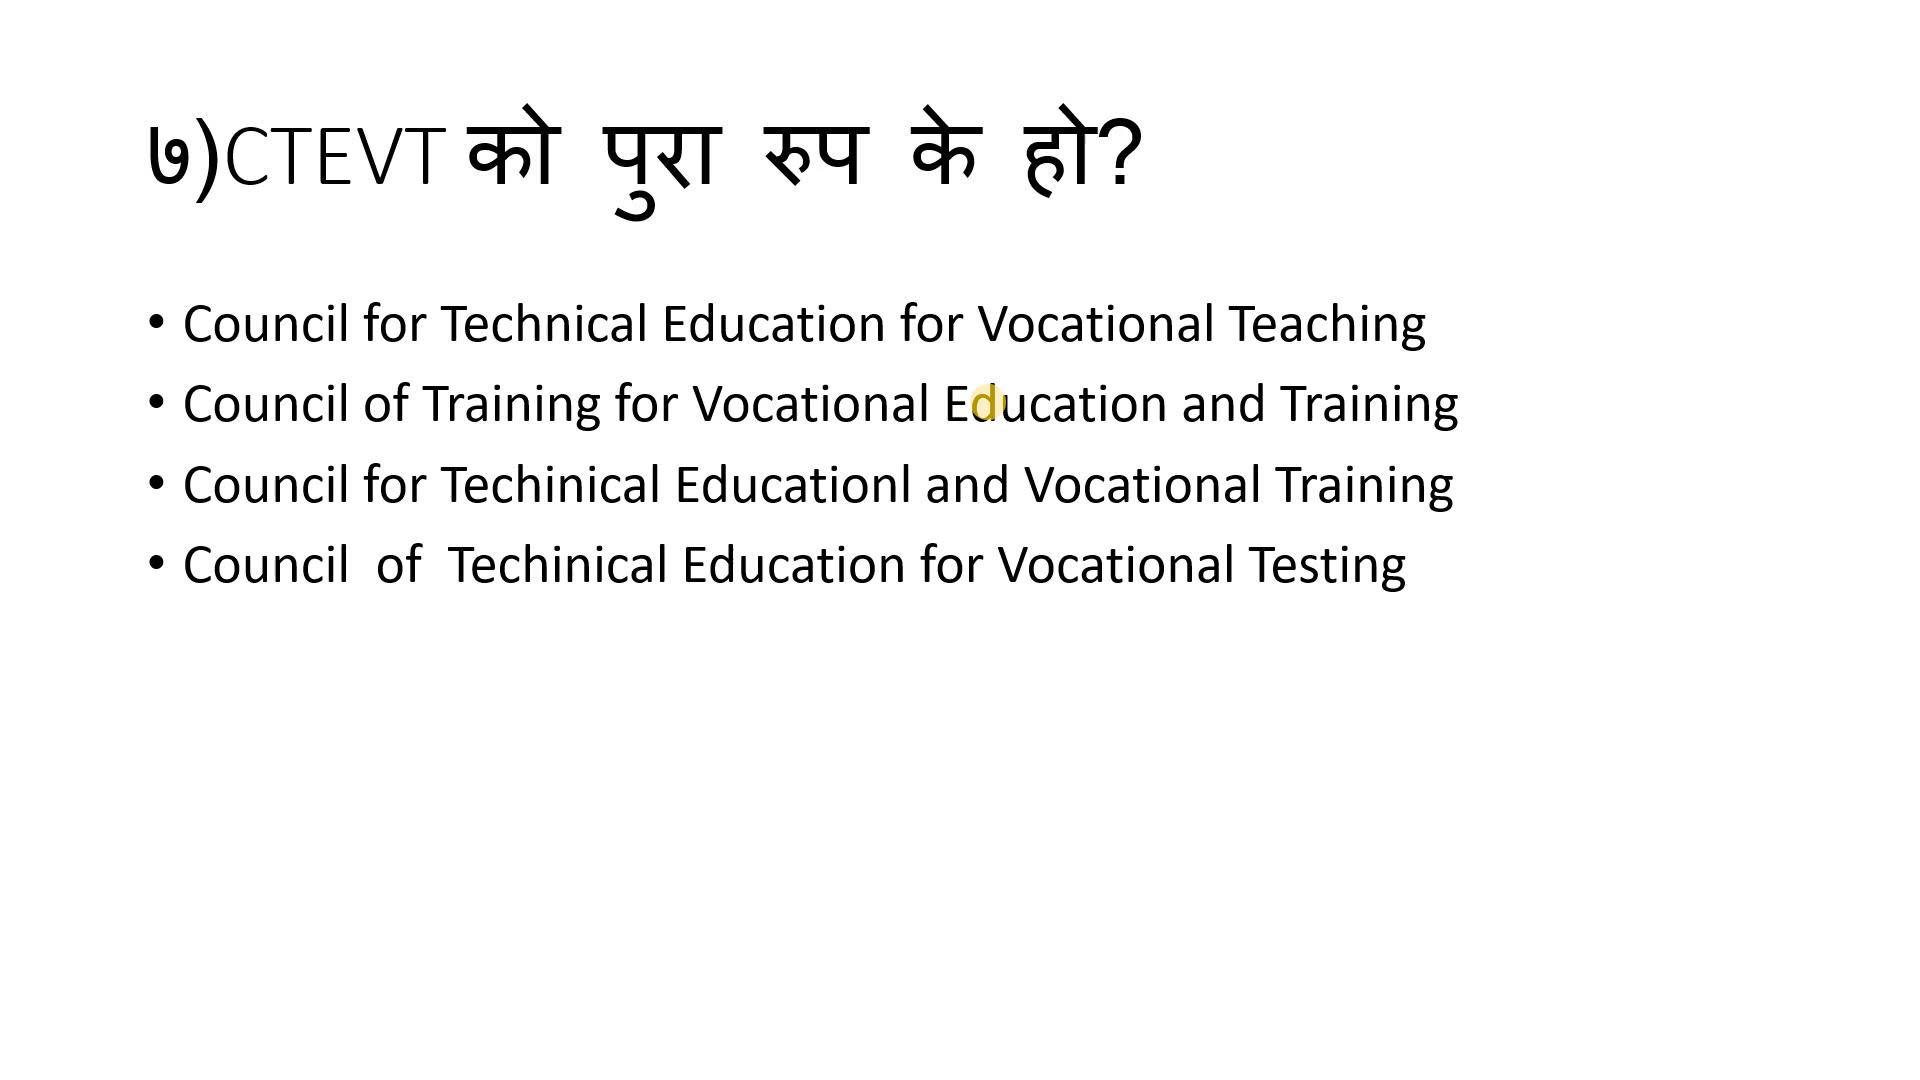 ७)CTEVT को पुरा रुप के हो?
• Council for Technical Education for Vocational Teaching
• Council of Training for Vocational Education and Training
• Council for Techinical Educationl and Vocational Training
• Council of Techinical Education for Vocational Testing